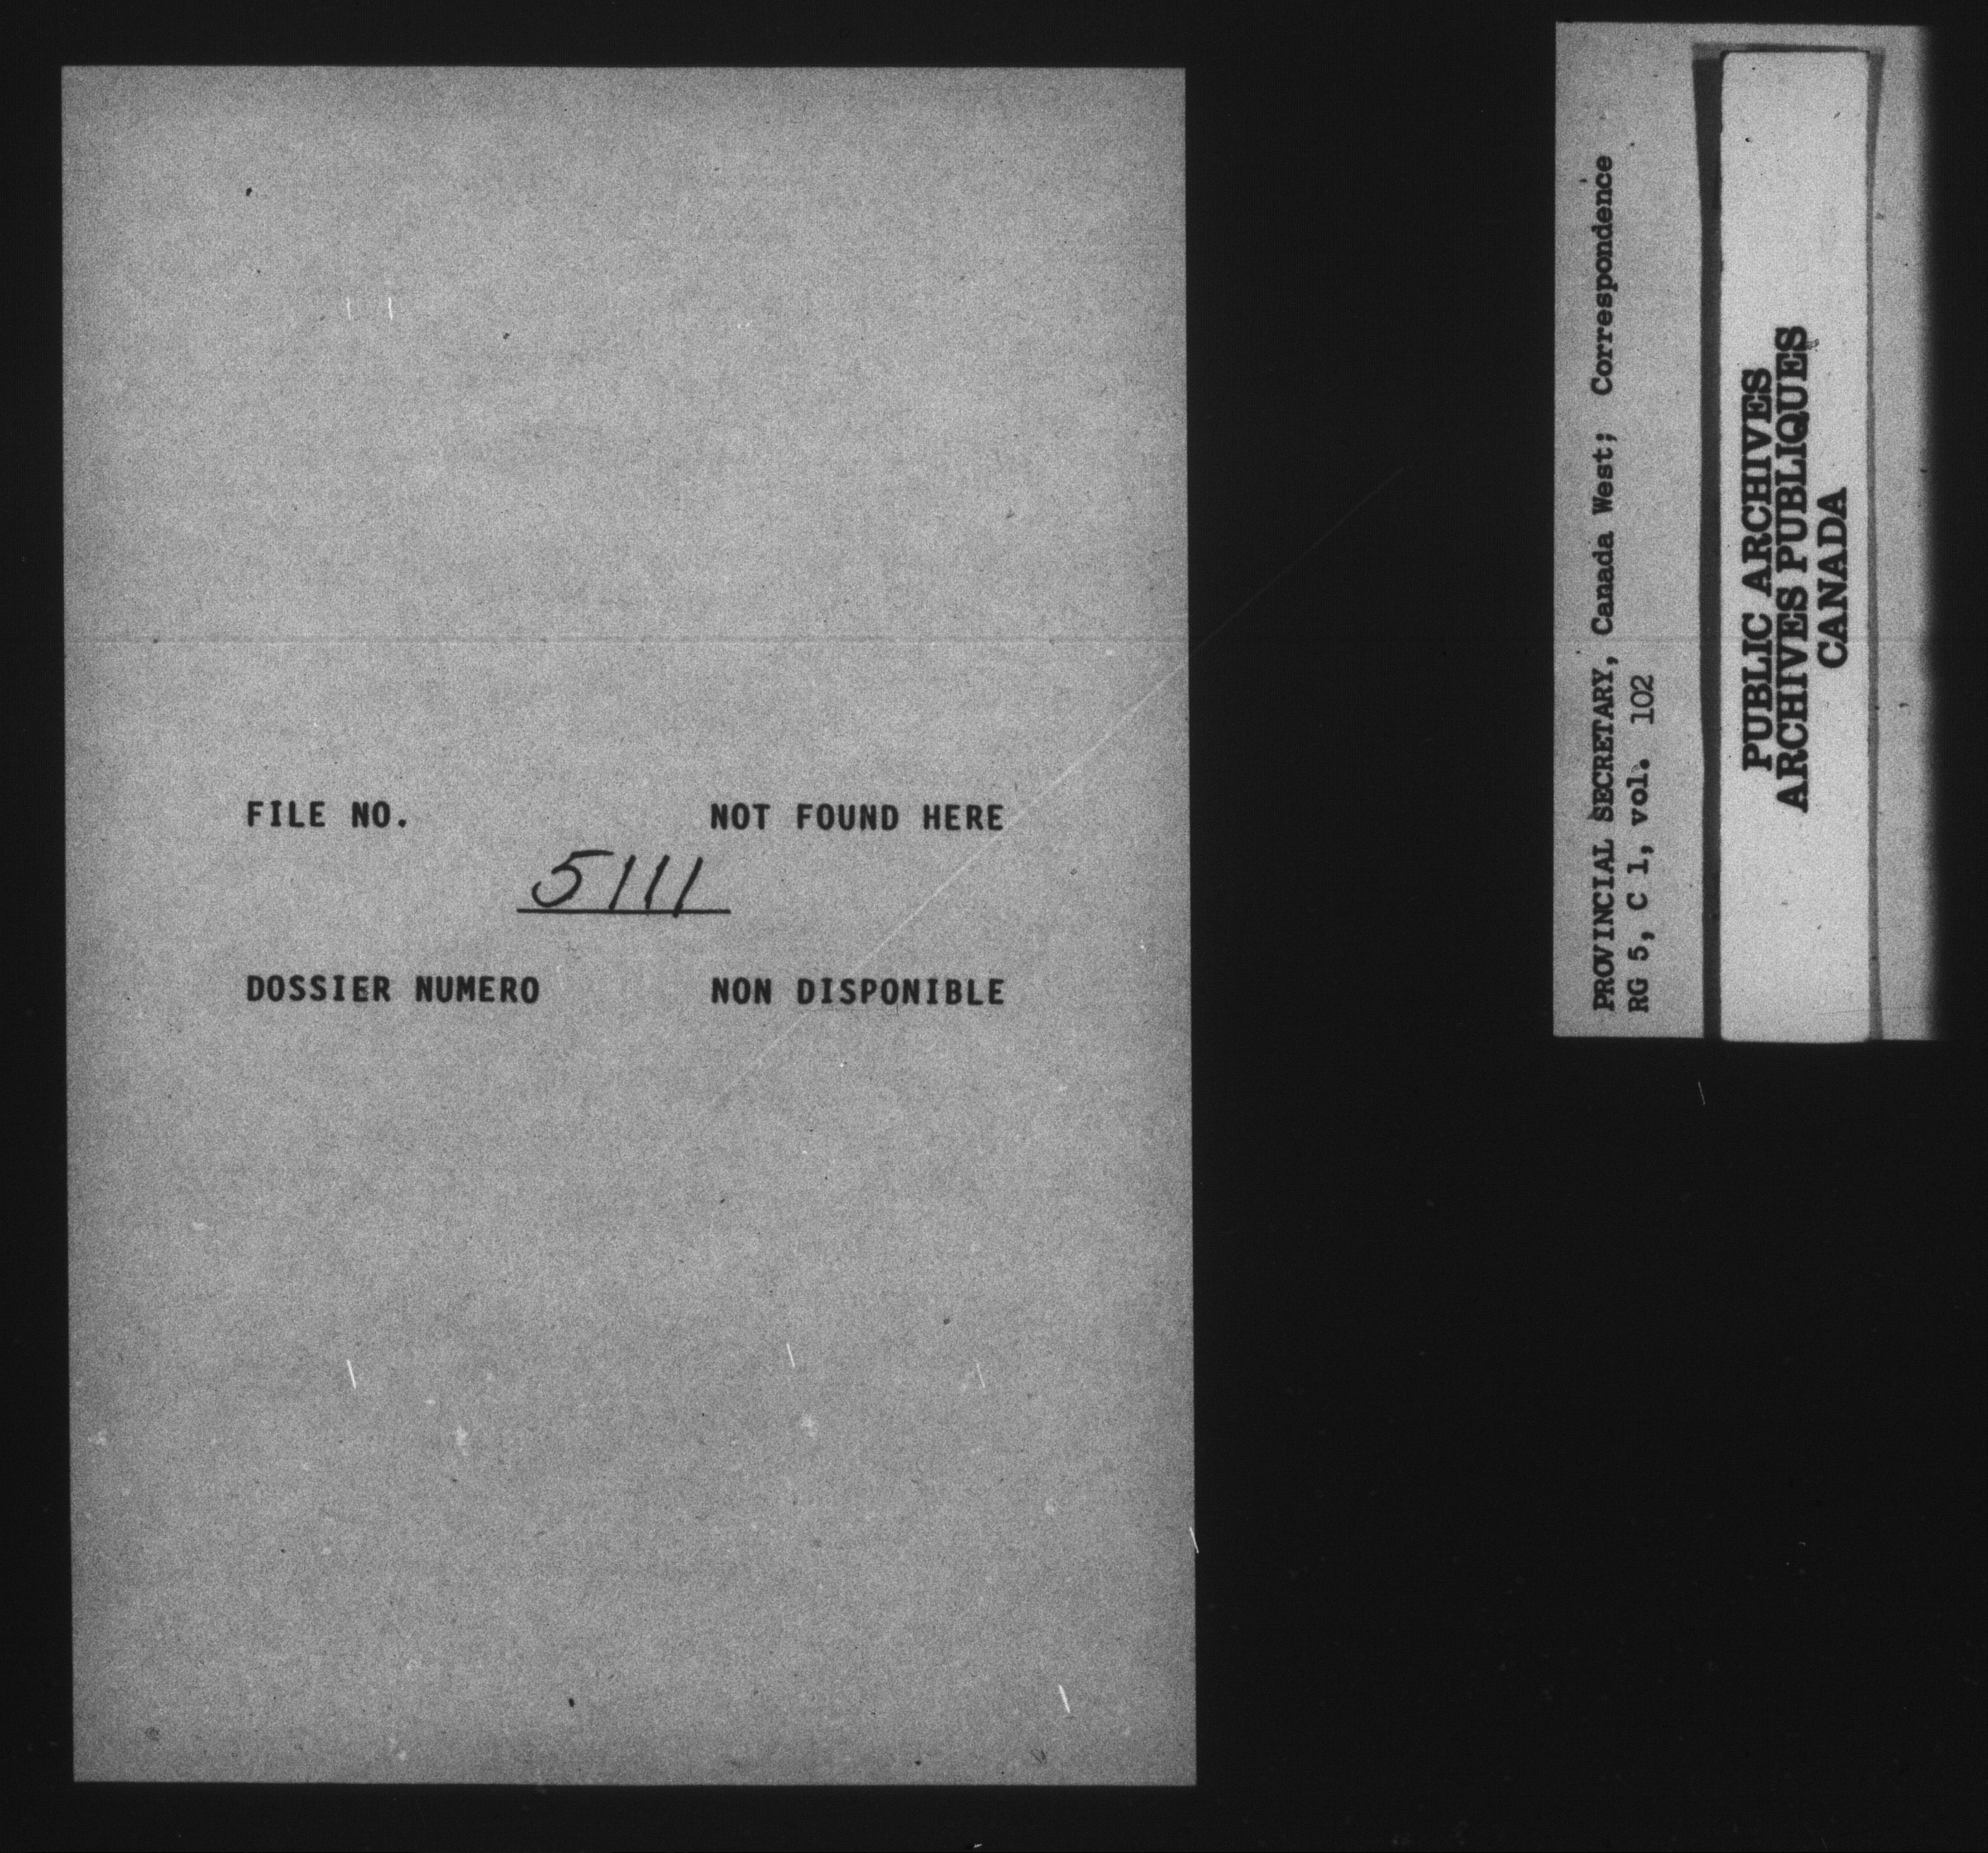 FILE NO. NOT FOUND HERE
5111
DOSSIER NUMERO NON DISPONIBLE
PROVINCIAL SECRETARY, Canada West; Correspondence
RG 5, C 1, vol. 102
PUBLIC ARCHIVES
ARCHIVES PUBLIQUES
CANADA